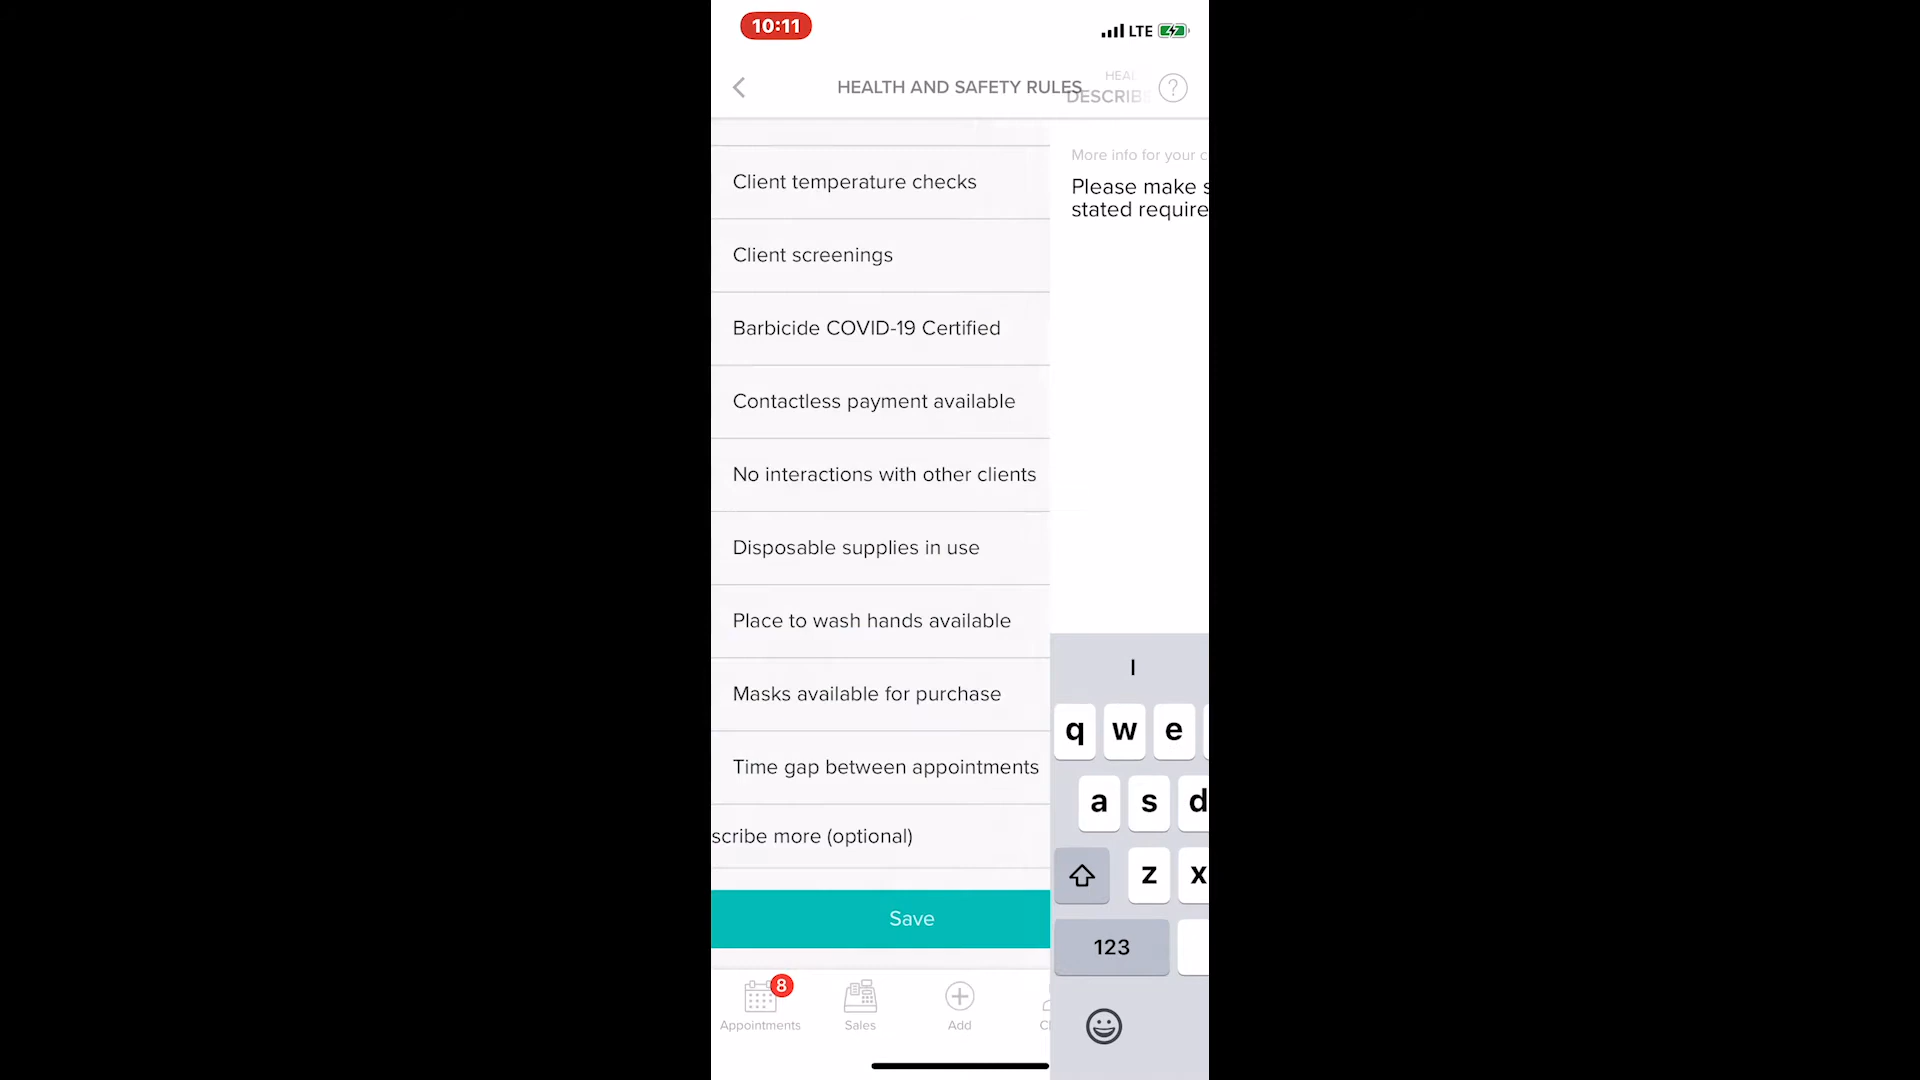 10:11
LTE
HEALTH AND SAFETY RULES
HEAL
DESCRIBE
?
More info for your c
Please make s
stated require
Client temperature checks
Client screenings
Barbicide COVID-19 Certified
Contactless payment available
No interactions with other clients
Disposable supplies in use
Place to wash hands available
Masks available for purchase
Time gap between appointments
scribe more (optional)
Save
8
Appointments
Sales
Add
Cl
I
q w e
a s d
z x
123